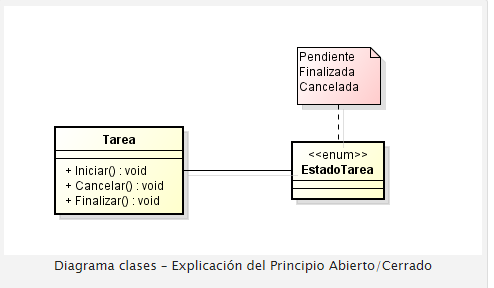 Pendiente
Finalizada
Cancelada
Tarea
+ Iniciar() : void
+ Cancelar() : void
+ Finalizar() : void
<<enum>>
EstadoTarea
Diagrama clases – Explicación del Principio Abierto/Cerrado